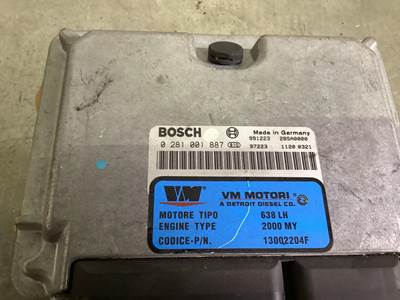 BOSCH Made in Germany
0 281 001 887 991223 285A0000
97223 1120 0321
VM VM MOTORI
A DETROIT DIESEL CO.
MOTORE TIPO 638 LH
ENGINE TYPE 2000 MY
CODICE-P/N. 13002204F